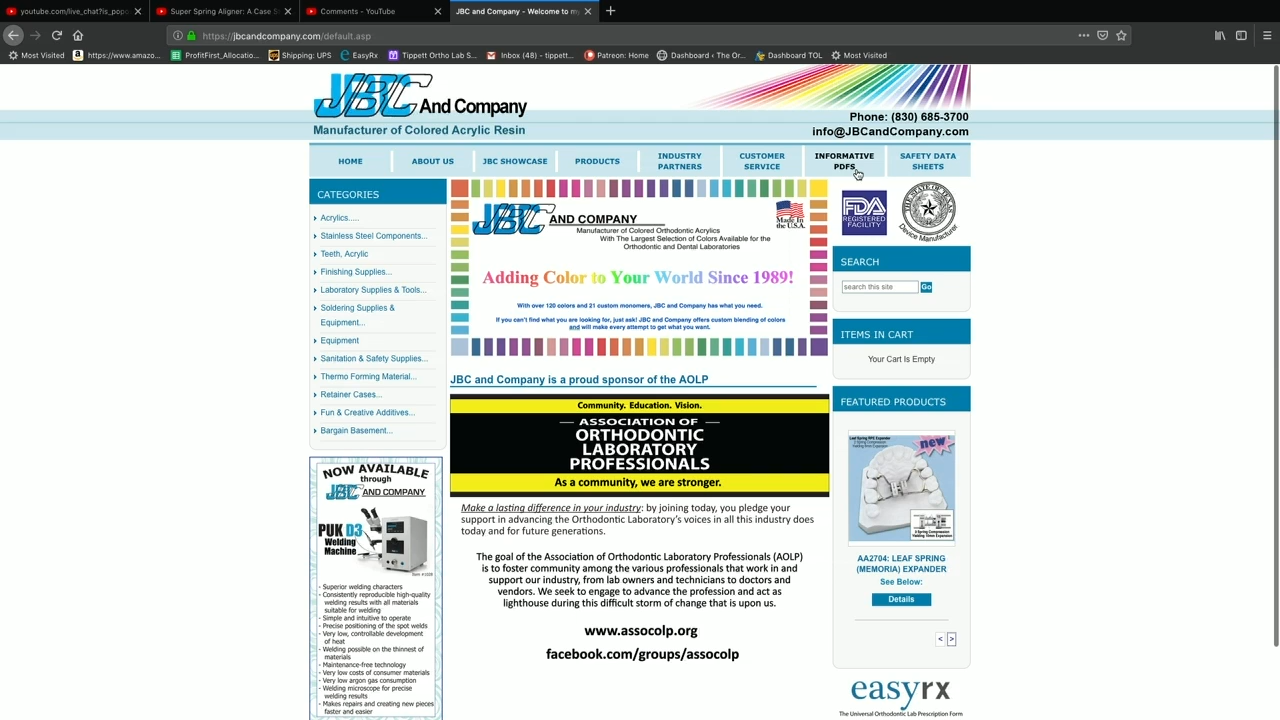 youtube.com/live_chat?is_pop
Super Spring Aligner: A Case S
Comments - YouTube
JBC and Company - Welcome to my
https://jbcandcompany.com/default.asp
Most Visited
https://www.amazo...
ProfitFirst_Allocatio...
Shipping: UPS
EasyRx
Tippett Ortho Lab S...
Inbox (48) - tippett...
Patreon: Home
Dashboard ‹ The Or...
Dashboard TOL
Most Visited
JBC And Company
Manufacturer of Colored Acrylic Resin
Phone: (830) 685-3700
info@JBCandCompany.com
HOME
ABOUT US
JBC SHOWCASE
PRODUCTS
INDUSTRY
PARTNERS
CUSTOMER
SERVICE
INFORMATIVE
PDFS
SAFETY DATA
SHEETS
CATEGORIES
Acrylics.....
Stainless Steel Components...
Teeth, Acrylic
Finishing Supplies...
Laboratory Supplies & Tools...
Soldering Supplies &
Equipment...
Equipment
Sanitation & Safety Supplies...
Thermo Forming Material...
Retainer Cases...
Fun & Creative Additives...
Bargain Basement...
NOW AVAILABLE
through
JBC AND COMPANY
PUK D3
Welding
Machine
- Superior welding characters
- Consistently reproducible high-quality
welding results with all materials
suitable for welding
- Simple and intuitive to operate
- Precise positioning of the spot welds
- Very low, controllable development
of heat
- Welding possible on the thinnest of
materials
- Maintenance-free technology
- Very low costs of consumer materials
- Very low argon gas consumption
- Welding microscope for precise
welding results
- Makes repairs and creating new pieces
faster and easier
JBC AND COMPANY
Made In
the U.S.A.
Manufacturer of Colored Orthodontic Acrylics
With The Largest Selection of Colors Available for the
Orthodontic and Dental Laboratories
Adding Color to Your World Since 1989!
With over 120 colors and 21 custom monomers, JBC and Company has what you need.
If you can't find what you are looking for, just ask! JBC and Company offers custom blending of colors
and will make every attempt to get what you want.
JBC and Company is a proud sponsor of the AOLP
Community. Education. Vision.
ASSOCIATION OF
ORTHODONTIC
LABORATORY
PROFESSIONALS
As a community, we are stronger.
Make a lasting difference in your industry: by joining today, you pledge your
support in advancing the Orthodontic Laboratory's voices in all this industry does
today and for future generations.
The goal of the Association of Orthodontic Laboratory Professionals (AOLP)
is to foster community among the various professionals that work in and
support our industry, from lab owners and technicians to doctors and
vendors. We seek to engage to advance the profession and act as
lighthouse during this difficult storm of change that is upon us.
www.assocolp.org
facebook.com/groups/assocolp
FDA
REGISTERED
FACILITY
Device Manufacturer
SEARCH
search this site
Go
ITEMS IN CART
Your Cart Is Empty
FEATURED PRODUCTS
new
AA2704: LEAF SPRING
(MEMORIA) EXPANDER
See Below:
Details
<
>
easyrx
The Universal Orthodontic Lab Prescription Form